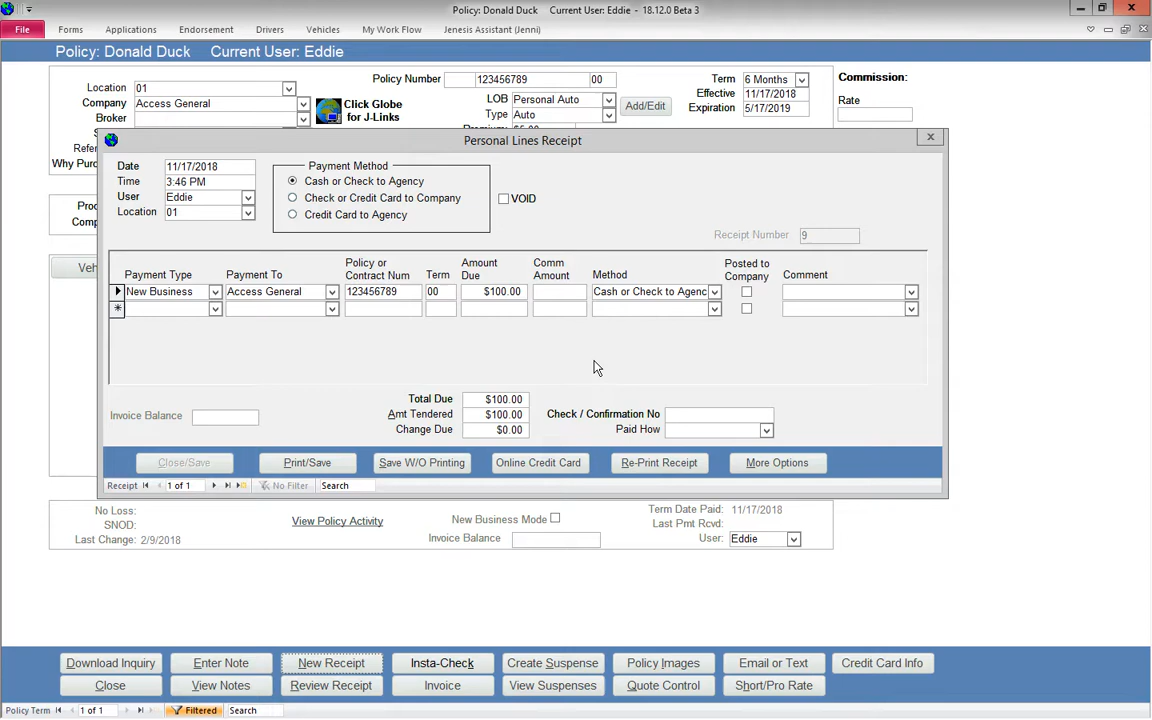 Policy: Donald Duck Current User: Eddie - 18.12.0 Beta 3
File Forms Applications Endorsement Drivers Vehicles My Work Flow Jenesis Assistant (Jenni)
Policy: Donald Duck Current User: Eddie
Location 01
Company Access General
Broker
Refer
Why Purc
Click Globe
for J-Links
Policy Number 123456789 00
LOB Personal Auto
Type Auto
Add/Edit
Term 6 Months
Effective 11/17/2018
Expiration 5/17/2019
Commission:
Rate
Personal Lines Receipt
Date 11/17/2018
Time 3:46 PM
User Eddie
Location 01
Payment Method
Cash or Check to Agency
Check or Credit Card to Company
Credit Card to Agency
VOID
Receipt Number 9
Payment Type Payment To Policy or Contract Num Term Amount Due Comm Amount Method Posted to Company Comment
New Business Access General 123456789 00 $100.00 Cash or Check to Agenc
Total Due $100.00
Amt Tendered $100.00
Change Due $0.00
Invoice Balance
Check / Confirmation No
Paid How
Close/Save Print/Save Save W/O Printing Online Credit Card Re-Print Receipt More Options
Receipt 1 of 1 No Filter Search
Prod
Comp
Veh
No Loss:
SNOD:
Last Change: 2/9/2018
View Policy Activity
New Business Mode
Invoice Balance
Term Date Paid: 11/17/2018
Last Pmt Rcvd:
User: Eddie
Download Inquiry Enter Note New Receipt Insta-Check Create Suspense Policy Images Email or Text Credit Card Info
Close View Notes Review Receipt Invoice View Suspenses Quote Control Short/Pro Rate
Policy Term 1 of 1 Filtered Search